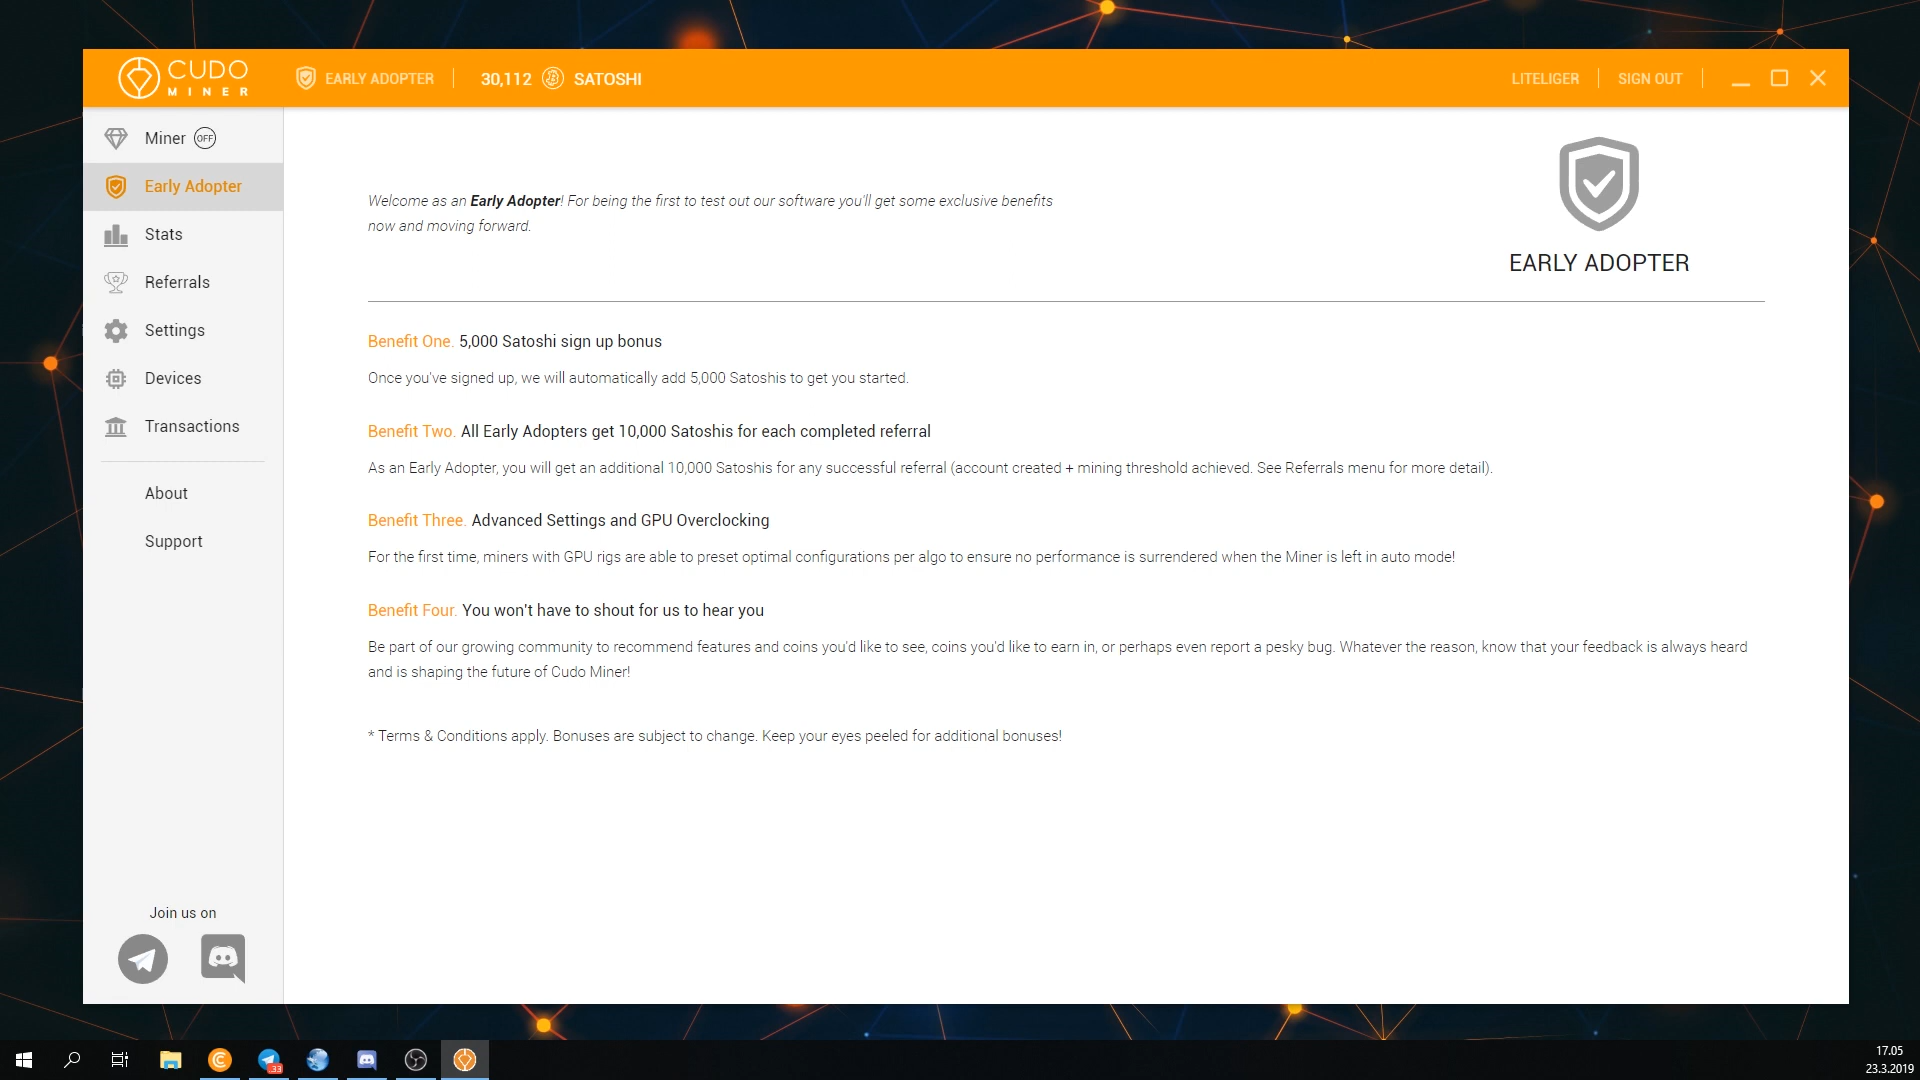 CUDO
MINER
EARLY ADOPTER
30,112 SATOSHI
LITELIGER
SIGN OUT
Miner OFF
Early Adopter
Stats
Referrals
Settings
Devices
Transactions
About
Support
Join us on
Welcome as an Early Adopter! For being the first to test out our software you'll get some exclusive benefits
now and moving forward.
EARLY ADOPTER
Benefit One. 5,000 Satoshi sign up bonus
Once you've signed up, we will automatically add 5,000 Satoshis to get you started.
Benefit Two. All Early Adopters get 10,000 Satoshis for each completed referral
As an Early Adopter, you will get an additional 10,000 Satoshis for any successful referral (account created + mining threshold achieved. See Referrals menu for more detail).
Benefit Three. Advanced Settings and GPU Overclocking
For the first time, miners with GPU rigs are able to preset optimal configurations per algo to ensure no performance is surrendered when the Miner is left in auto mode!
Benefit Four. You won't have to shout for us to hear you
Be part of our growing community to recommend features and coins you'd like to see, coins you'd like to earn in, or perhaps even report a pesky bug. Whatever the reason, know that your feedback is always heard
and is shaping the future of Cudo Miner!
* Terms & Conditions apply. Bonuses are subject to change. Keep your eyes peeled for additional bonuses!
33
17.05
23.3.2019